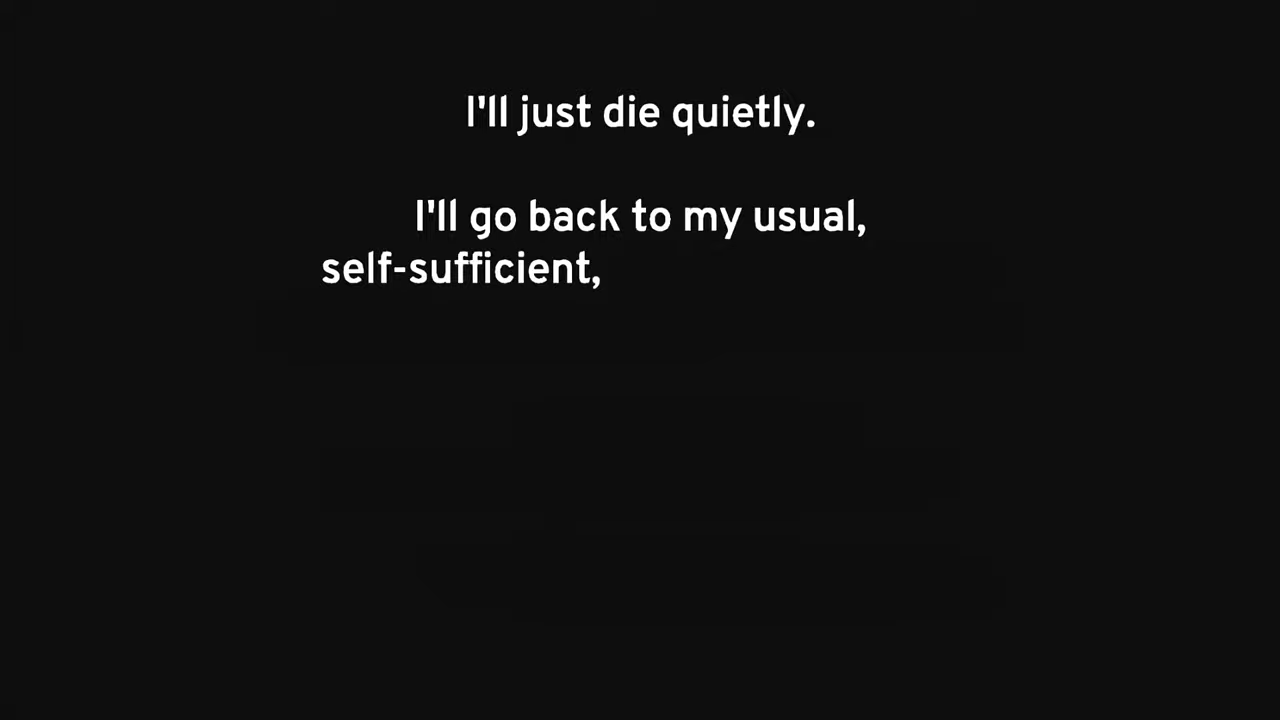 I'll just die quietly.
I'll go back to my usual,
self-sufficient,